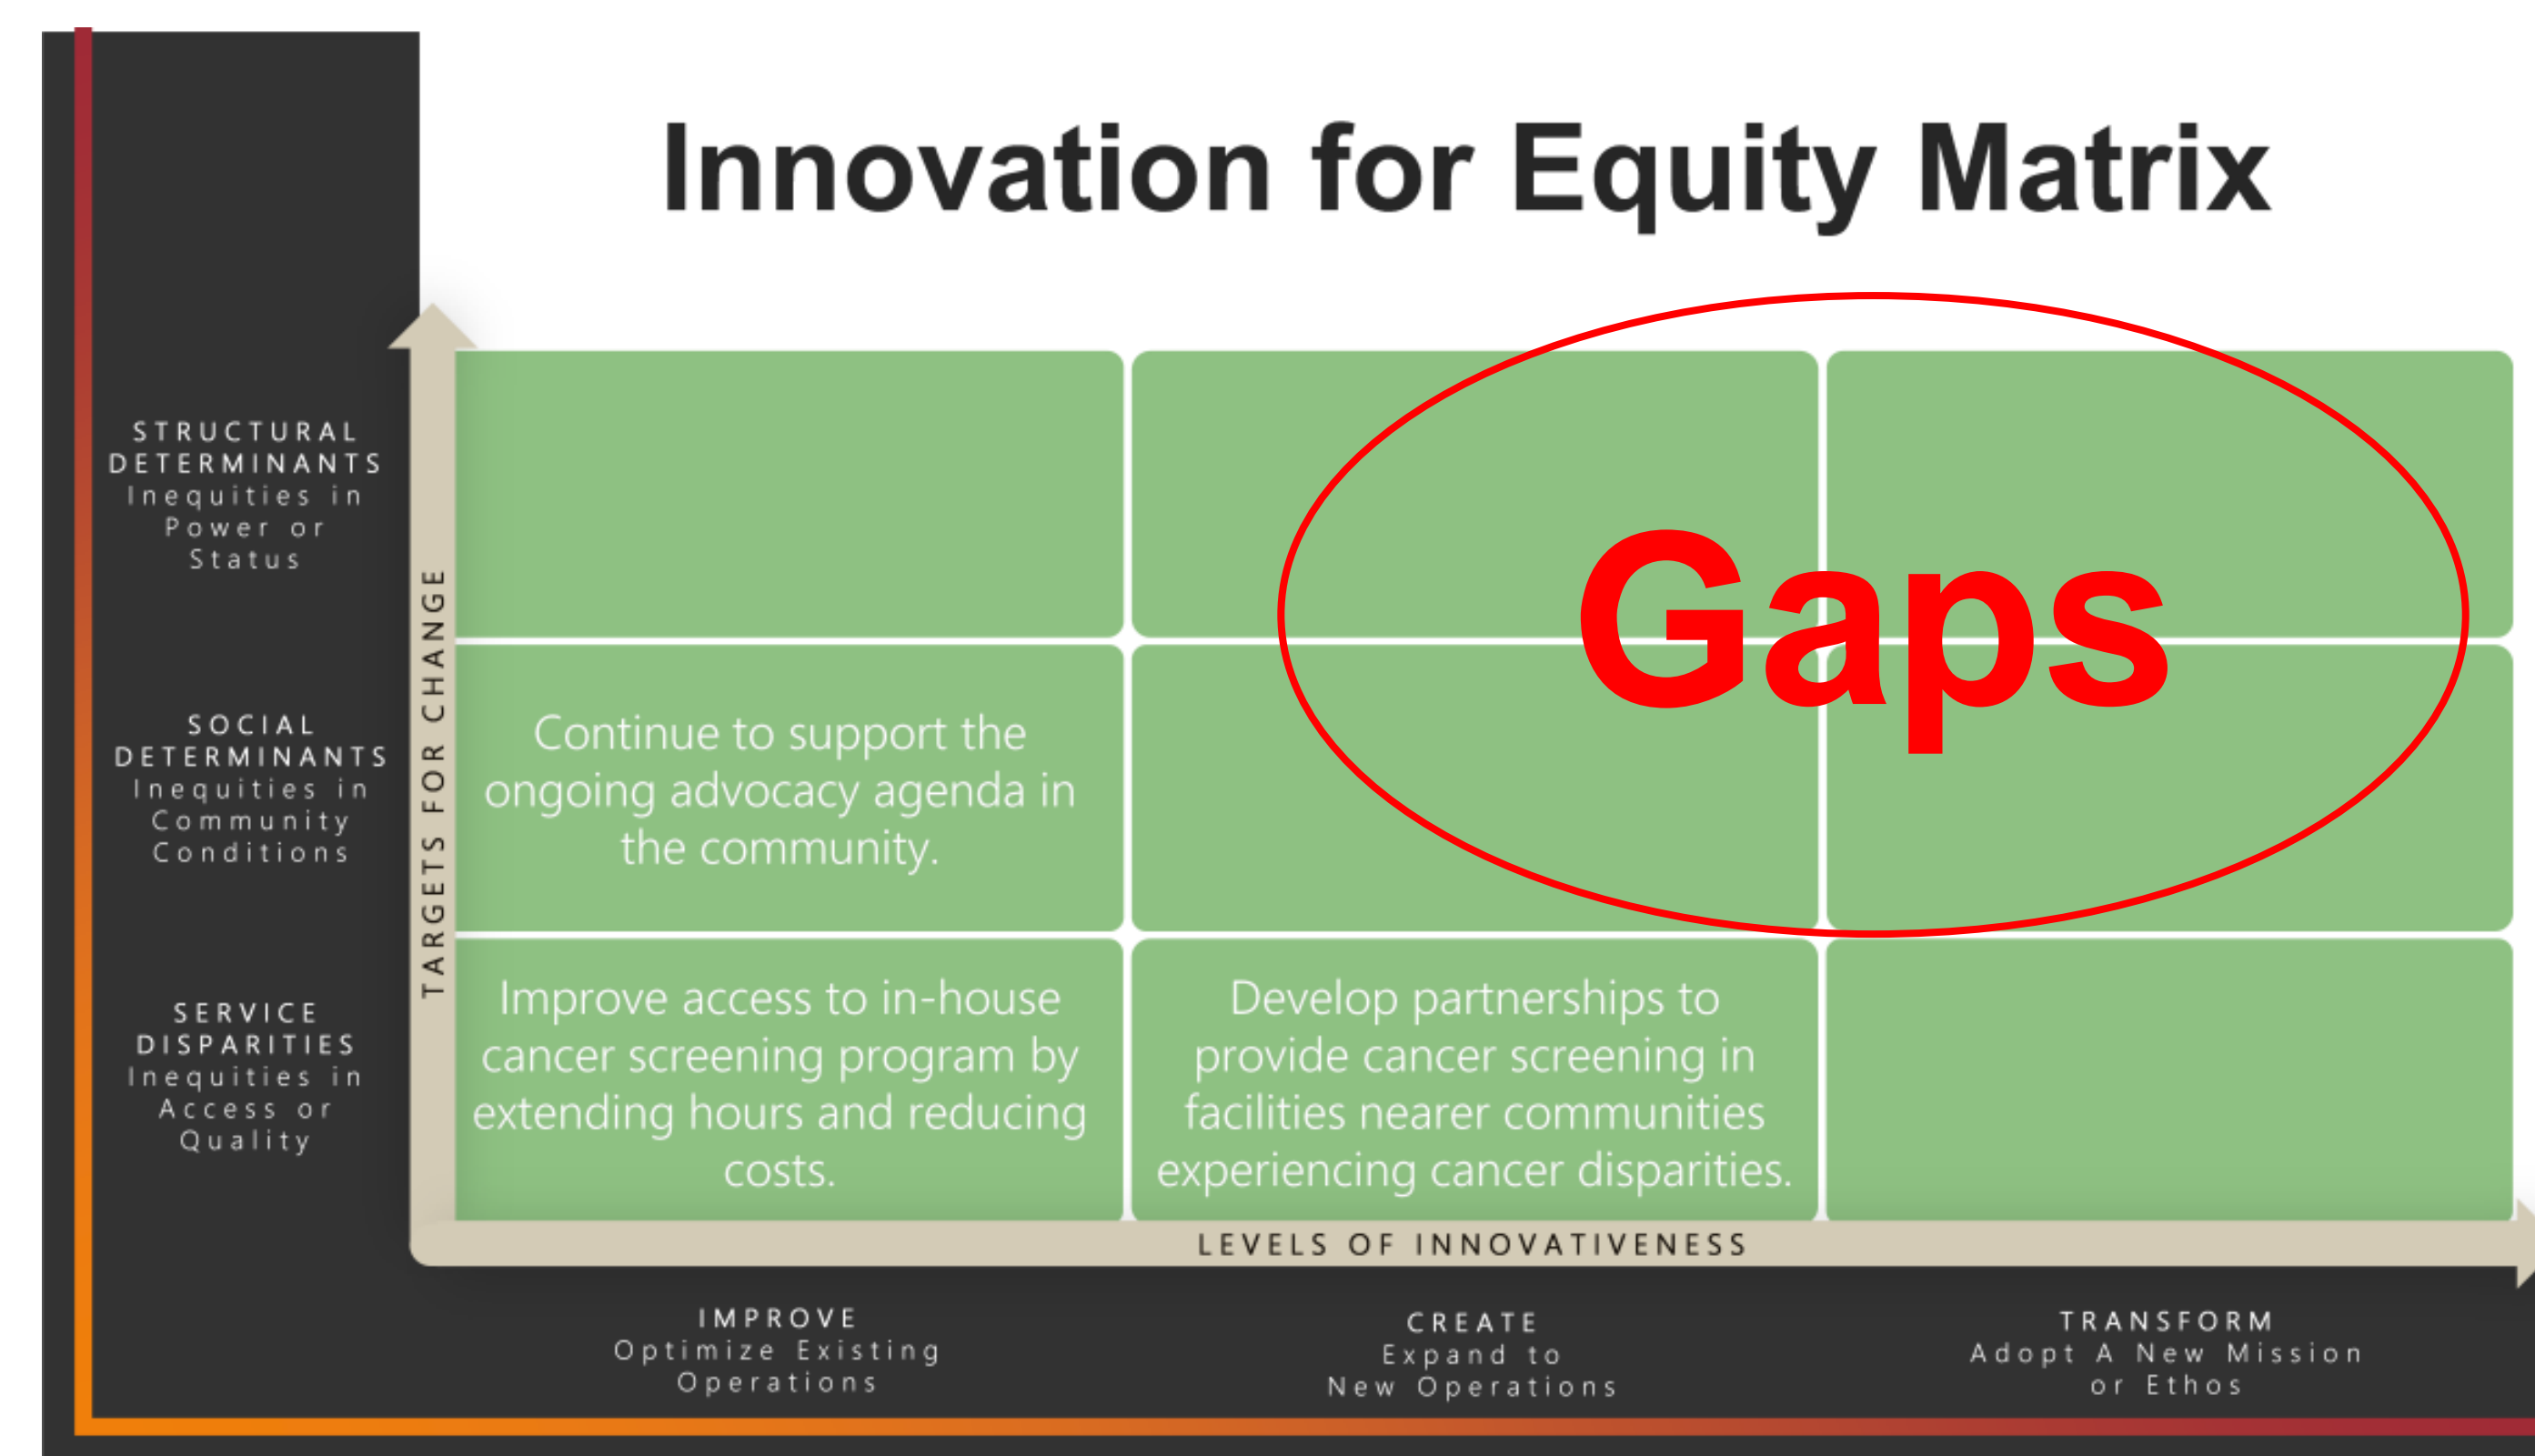 Innovation for Equity Matrix
STRUCTURAL
DETERMINANTS
Inequities in
Power or
Status
SOCIAL
DETERMINANTS
Inequities in
Community
Conditions
SERVICE
DISPARITIES
Inequities in
Access or
Quality
TARGETS FOR CHANGE
Gaps
Continue to support the
ongoing advocacy agenda in
the community.
Improve access to in-house
cancer screening program by
extending hours and reducing
costs.
Develop partnerships to
provide cancer screening in
facilities nearer communities
experiencing cancer disparities.
LEVELS OF INNOVATIVENESS
IMPROVE
Optimize Existing
Operations
CREATE
Expand to
New Operations
TRANSFORM
Adopt A New Mission
or Ethos